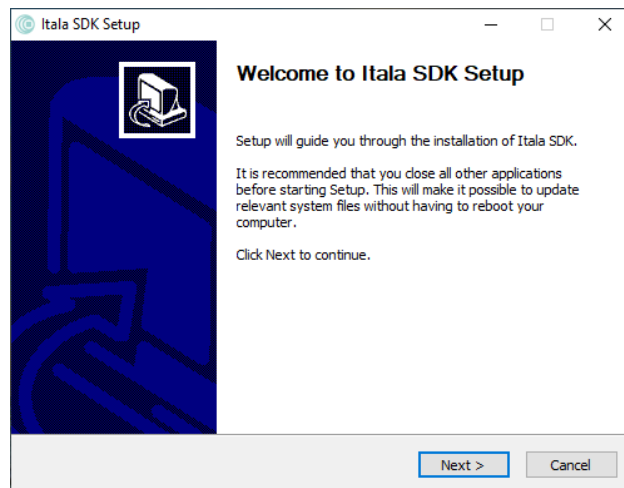 Itala SDK Setup
Welcome to Itala SDK Setup
Setup will guide you through the installation of Itala SDK.
It is recommended that you close all other applications
before starting Setup. This will make it possible to update
relevant system files without having to reboot your
computer.
Click Next to continue.
Next >
Cancel